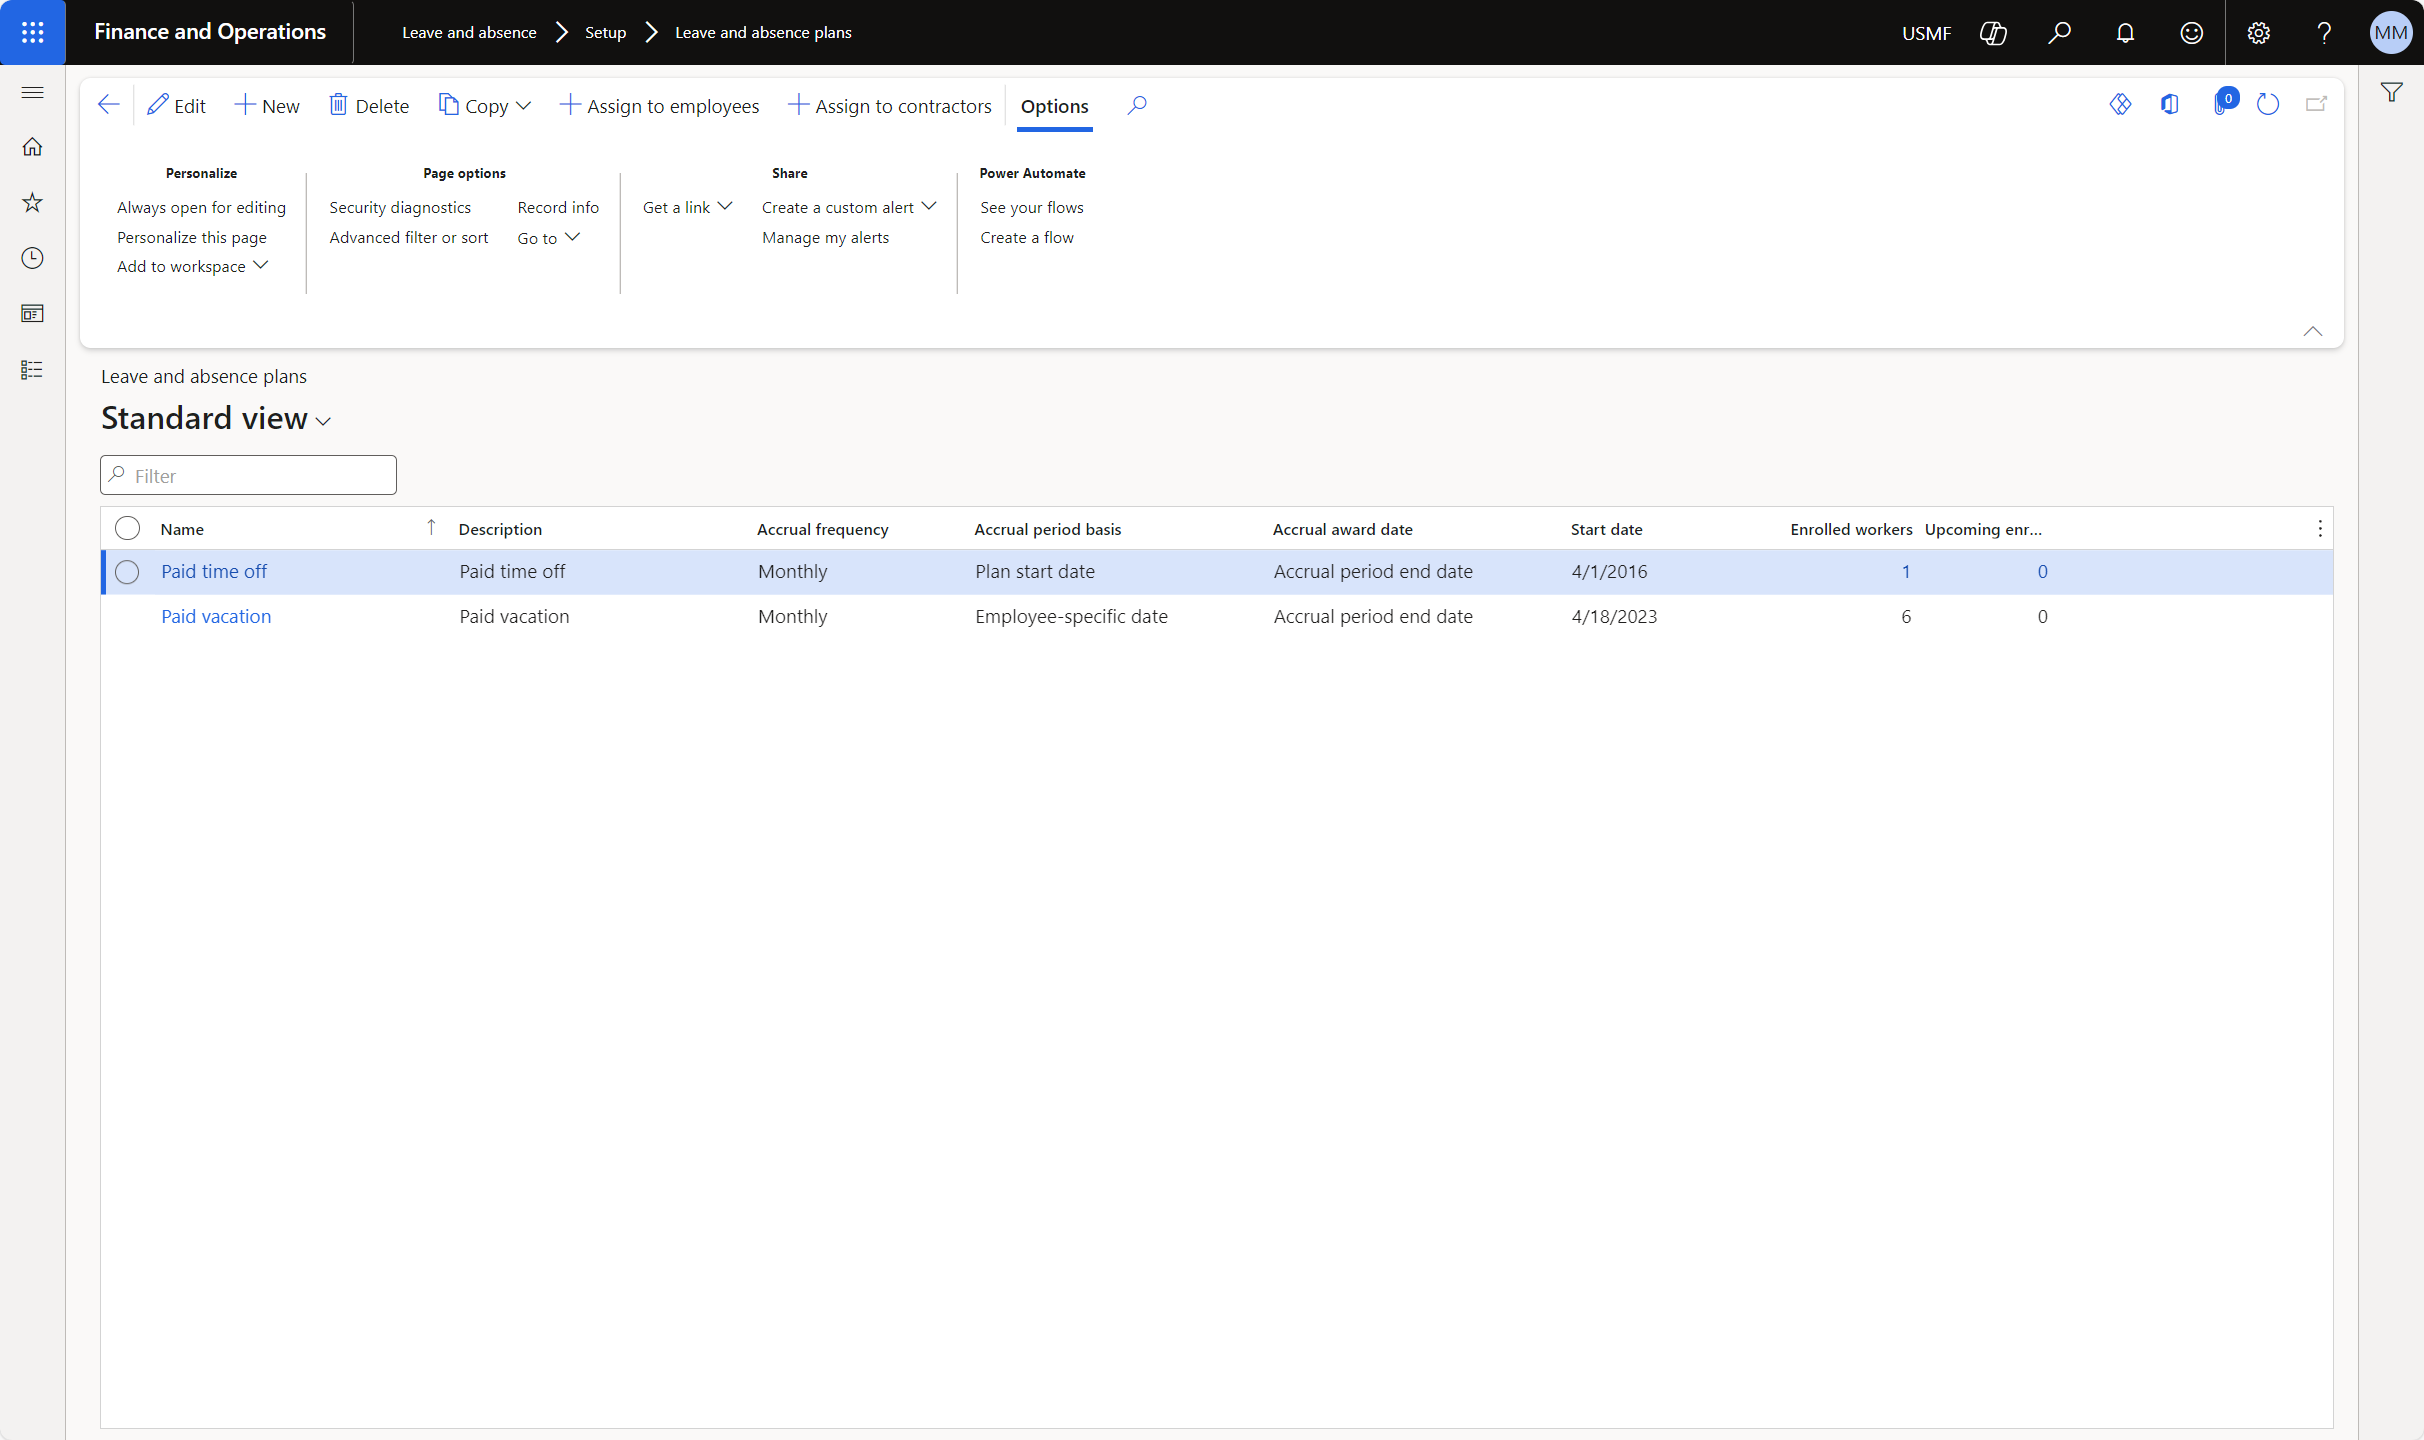 Finance and Operations
Leave and absence
Setup
Leave and absence plans
USMF
MM
Edit
New
Delete
Copy
Assign to employees
Assign to contractors
Options
0
Personalize
Always open for editing
Personalize this page
Add to workspace
Page options
Security diagnostics
Record info
Advanced filter or sort
Go to
Share
Get a link
Create a custom alert
Manage my alerts
Power Automate
See your flows
Create a flow
Leave and absence plans
Standard view
Filter
Name Description Accrual frequency Accrual period basis Accrual award date Start date Enrolled workers Upcoming enr...
Paid time off Paid time off Monthly Plan start date Accrual period end date 4/1/2016 1 0
Paid vacation Paid vacation Monthly Employee-specific date Accrual period end date 4/18/2023 6 0